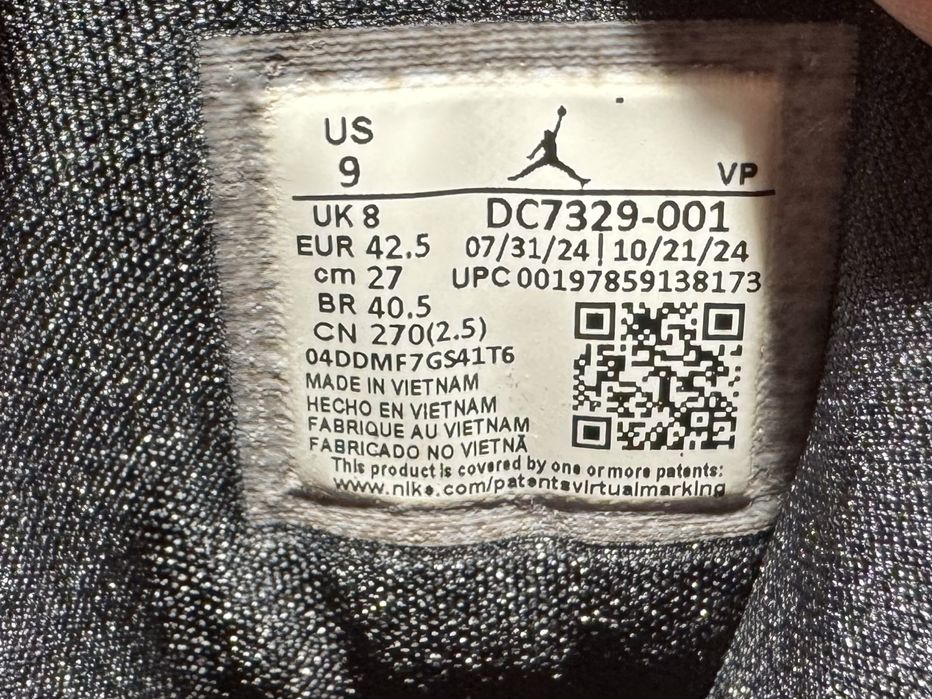 US
9
VP
UK 8
DC7329-001
EUR 42.5
07/31/24 | 10/21/24
cm 27
UPC 00197859138173
BR 40.5
CN 270(2.5)
04DDMF7GS41T6
MADE IN VIETNAM
HECHO EN VIETNAM
FABRIQUE AU VIETNAM
FABRICADO NO VIETNÃ
This product is covered by one or more patents:
www.nike.com/patentsvirtualmarking